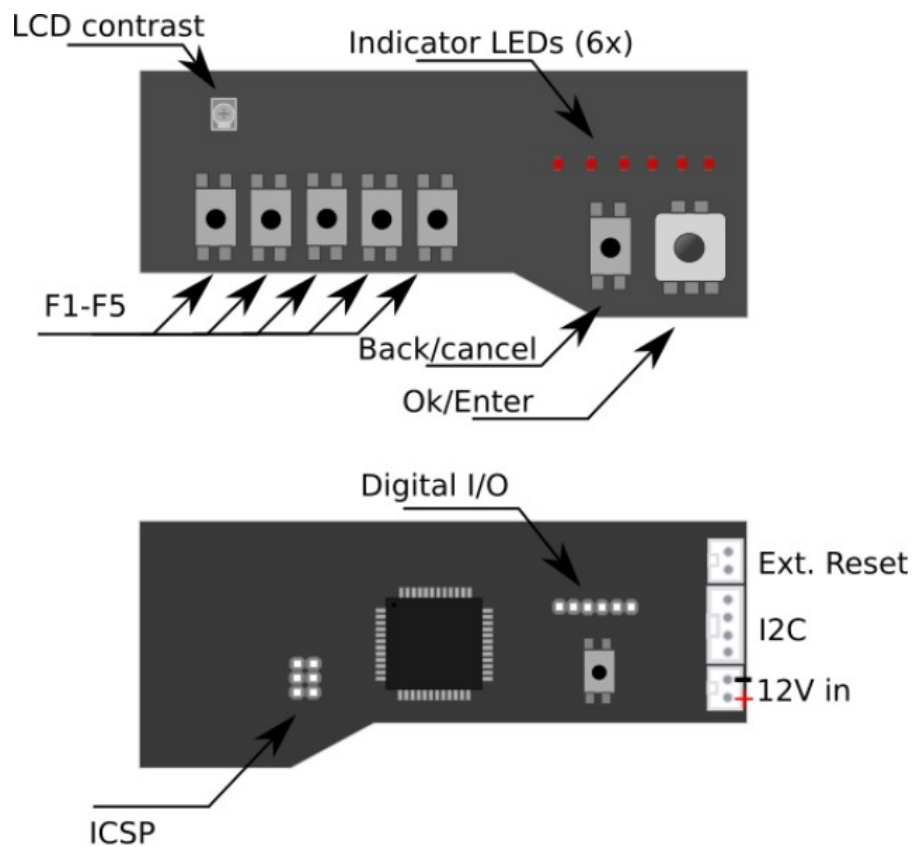 LCD contrast
Indicator LEDs (6x)
F1-F5
Back/cancel
Ok/Enter
Digital I/O
Ext. Reset
I2C
12V in
ICSP